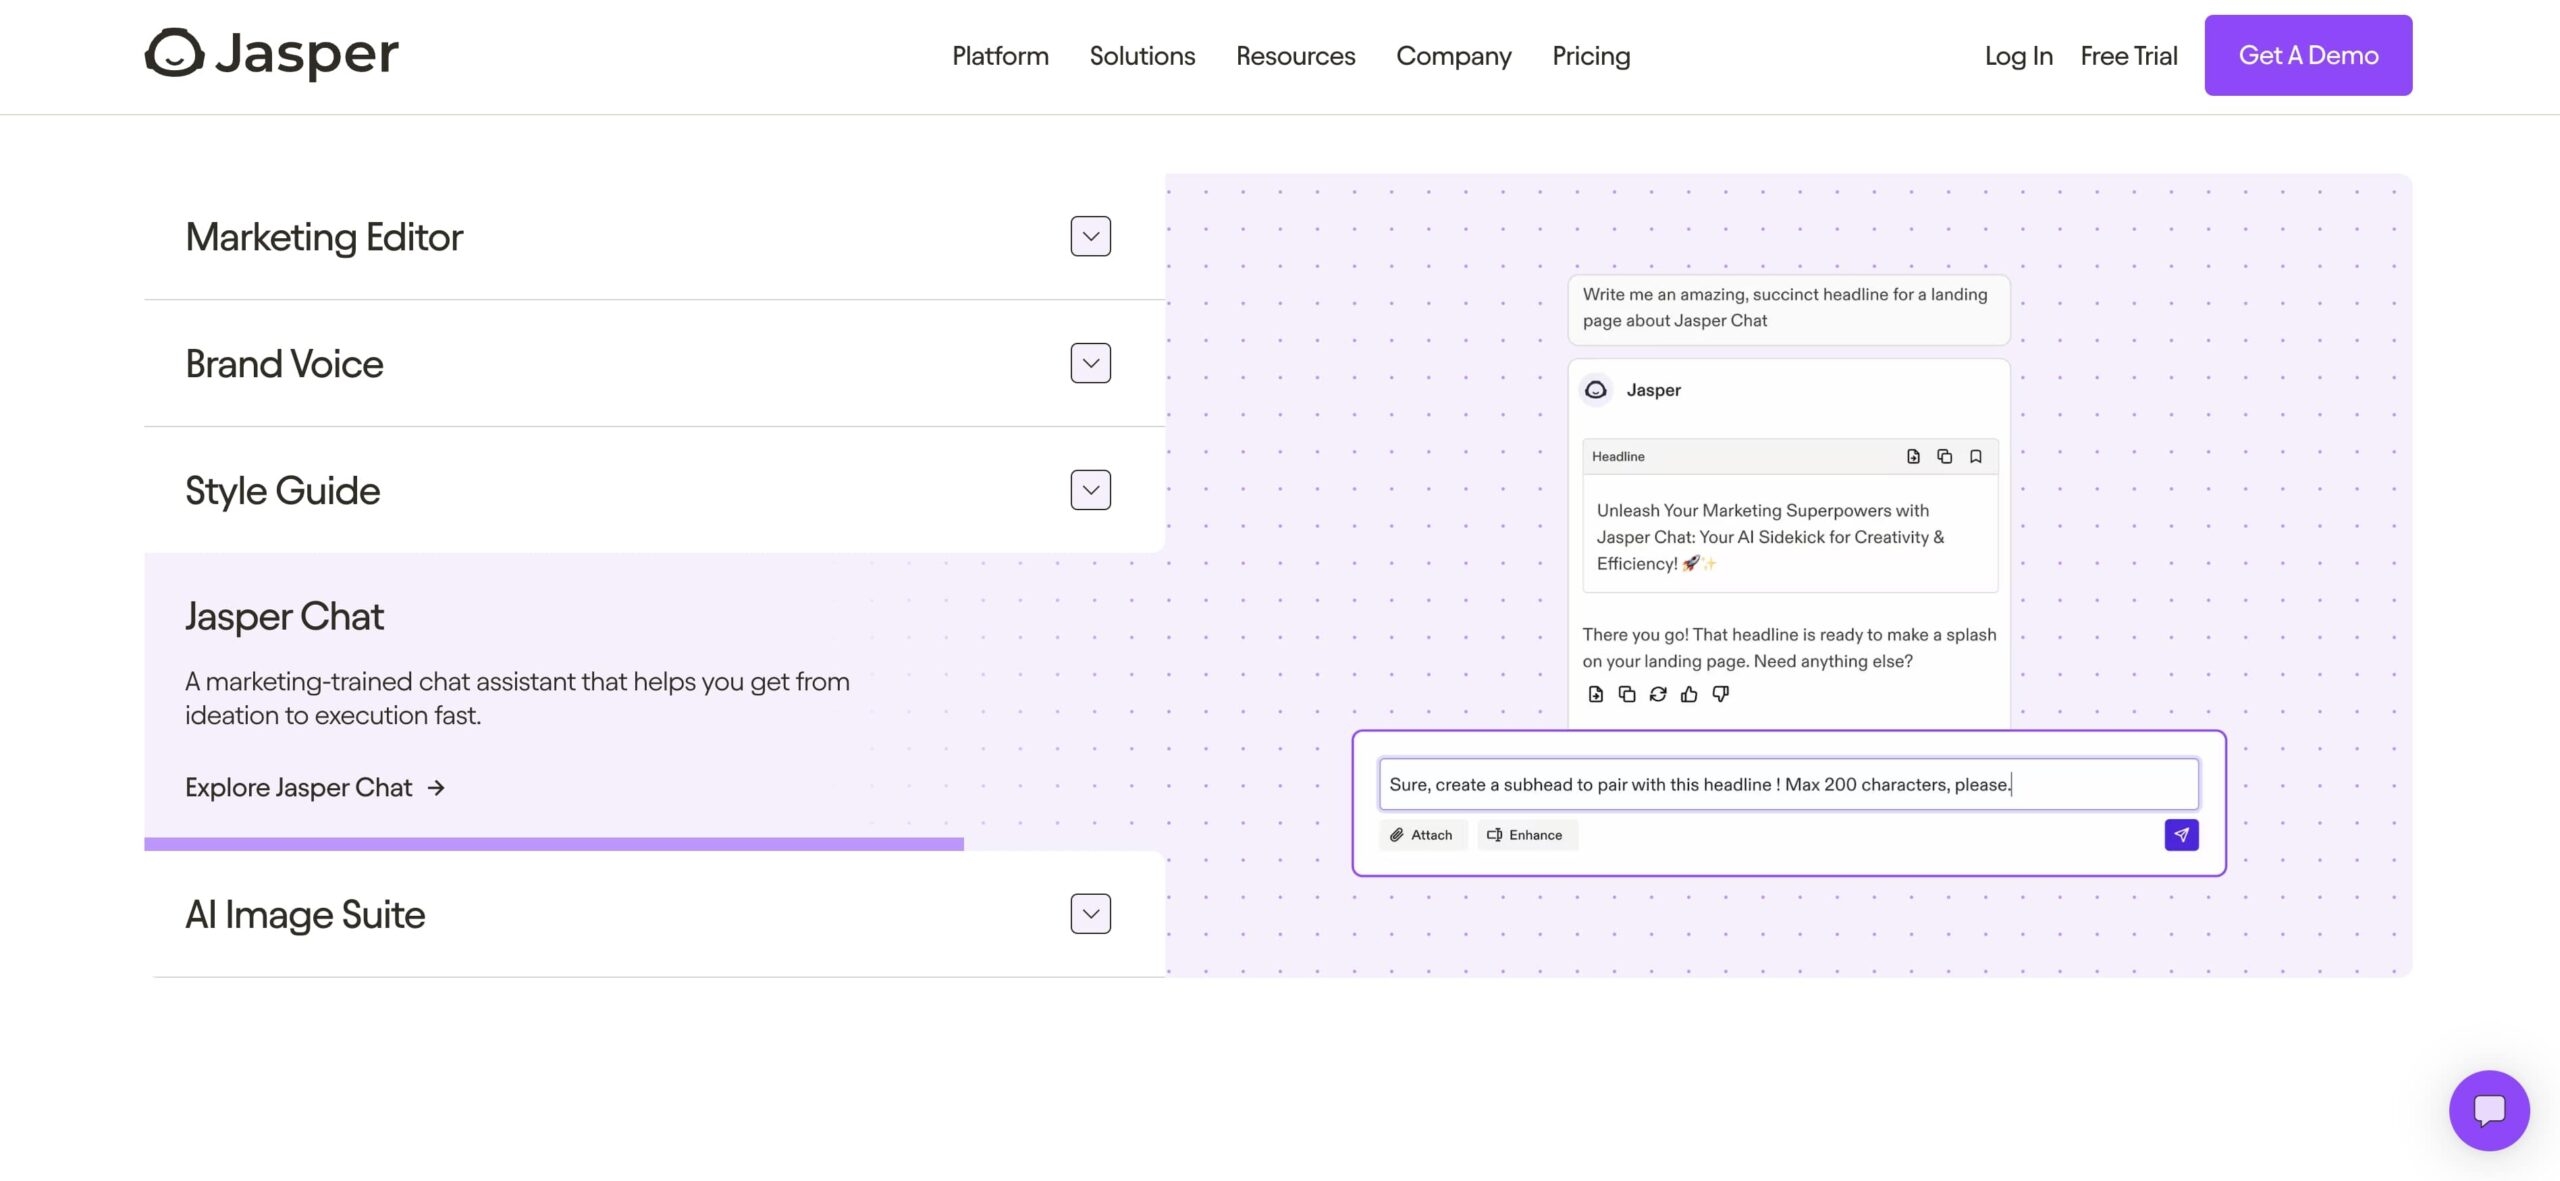 Jasper
Platform
Solutions
Resources
Company
Pricing
Log In
Free Trial
Get A Demo
Marketing Editor
Brand Voice
Style Guide
Jasper Chat
A marketing-trained chat assistant that helps you get from
ideation to execution fast.
Explore Jasper Chat →
AI Image Suite
Write me an amazing, succinct headline for a landing
page about Jasper Chat
Jasper
Headline
Unleash Your Marketing Superpowers with
Jasper Chat: Your AI Sidekick for Creativity &
Efficiency! 🚀✨
There you go! That headline is ready to make a splash
on your landing page. Need anything else?
Sure, create a subhead to pair with this headline ! Max 200 characters, please.
Attach
Enhance